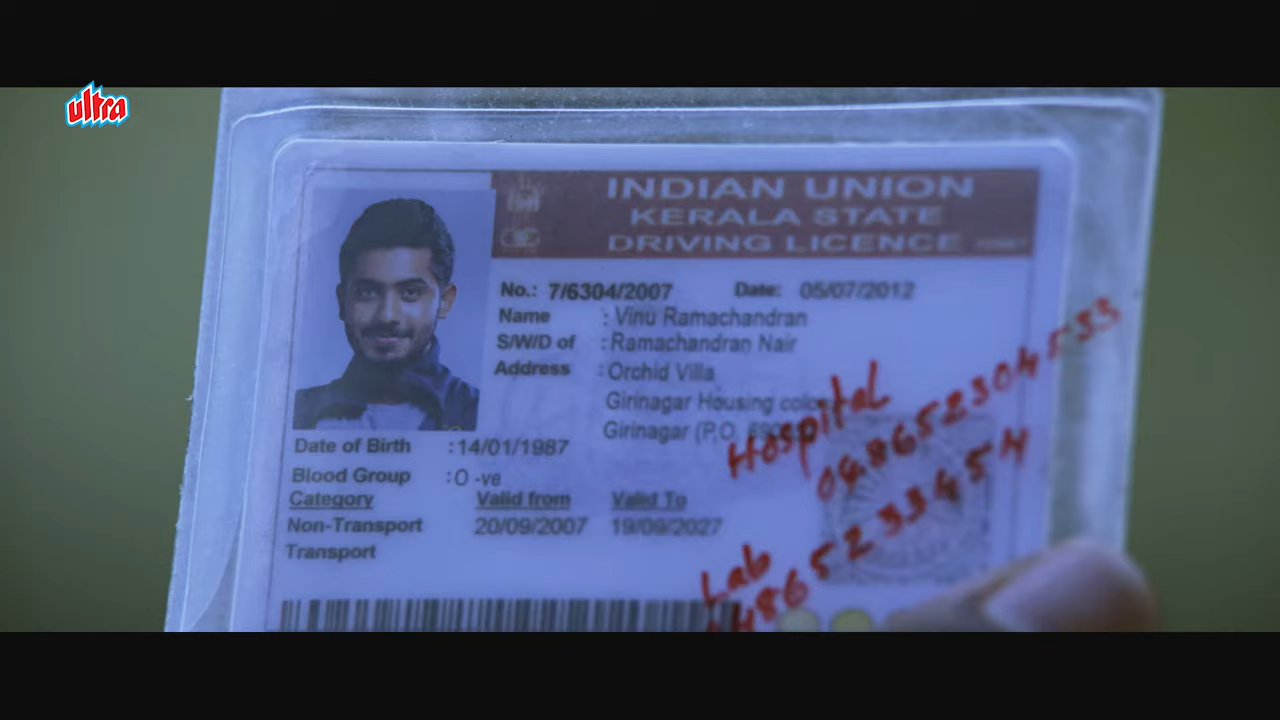 ultra
INDIAN UNION
KERALA STATE
DRIVING LICENCE
No.: 7/6304/2007 Date: 05/07/2012
Name : Vinu Ramachandran
S/W/D of : Ramachandran Nair
Address : Orchid Villa
Girinagar Housing
Girinagar (P.O.
Date of Birth : 14/01/1987
Blood Group : O -ve
Category Valid from Valid To
Non-Transport 20/09/2007 19/09/2027
Transport
Hospital
048652304533
Lab